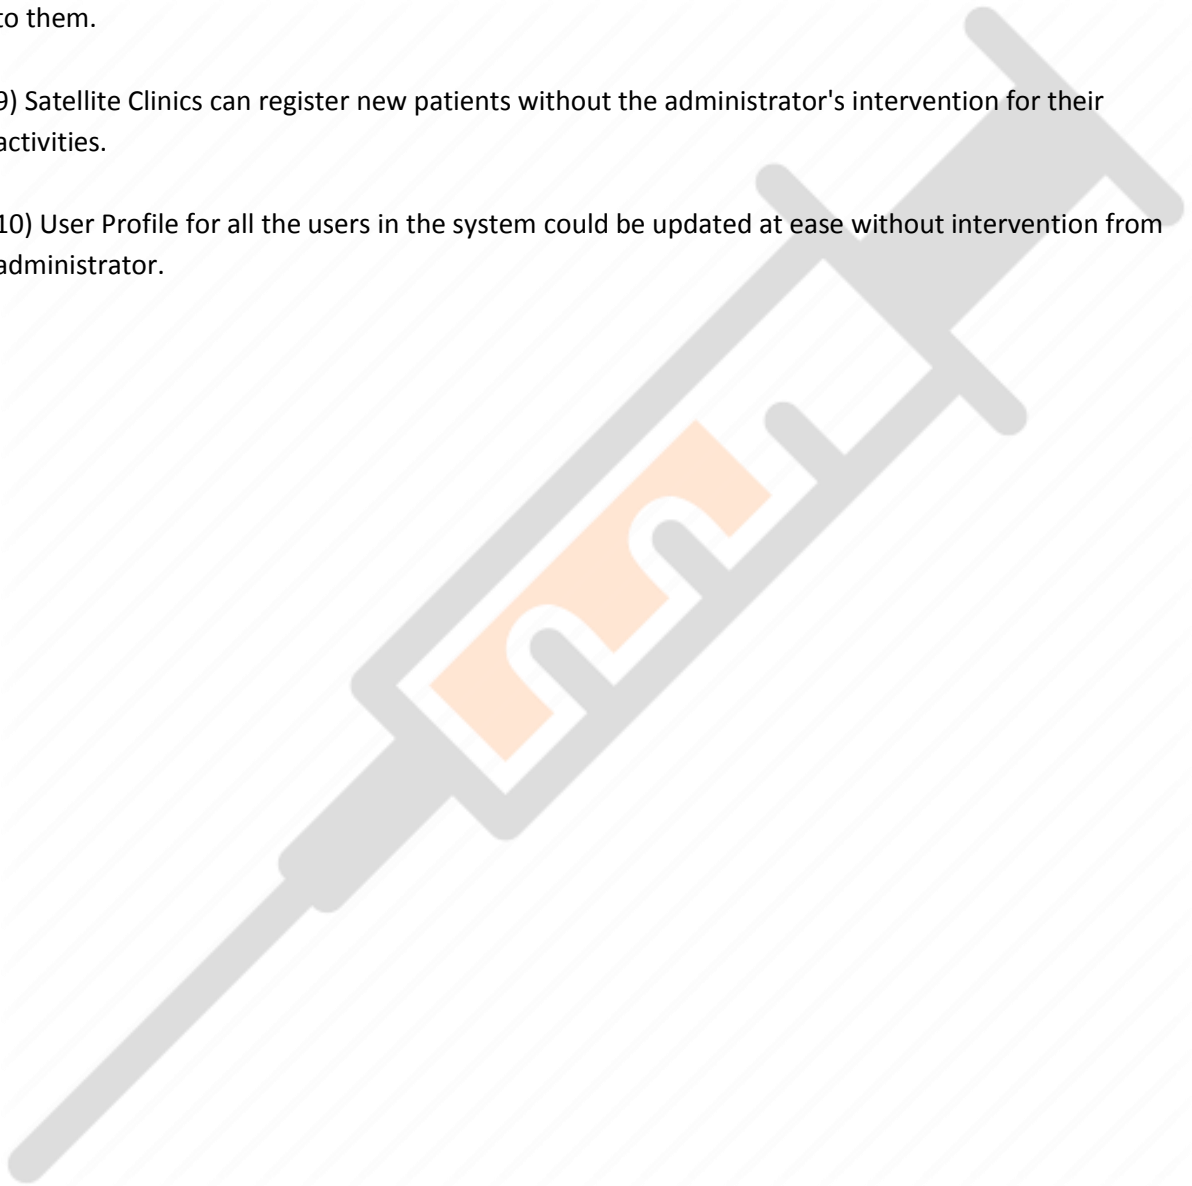 to them.
9) Satellite Clinics can register new patients without the administrator's intervention for their
activities.
10) User Profile for all the users in the system could be updated at ease without intervention from
administrator.